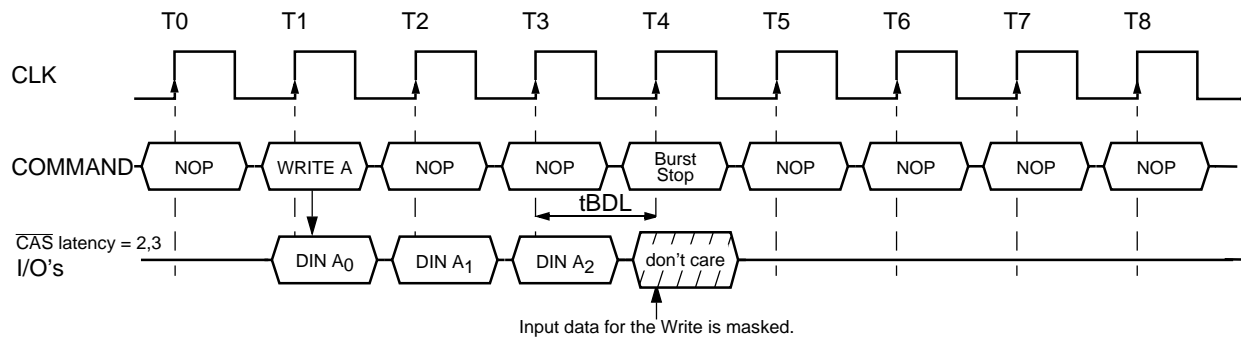 T0 T1 T2 T3 T4 T5 T6 T7 T8
CLK
COMMAND NOP WRITE A NOP NOP Burst Stop NOP NOP NOP NOP
tBDL
CAS latency = 2,3
I/O's DIN A0 DIN A1 DIN A2 don't care
Input data for the Write is masked.